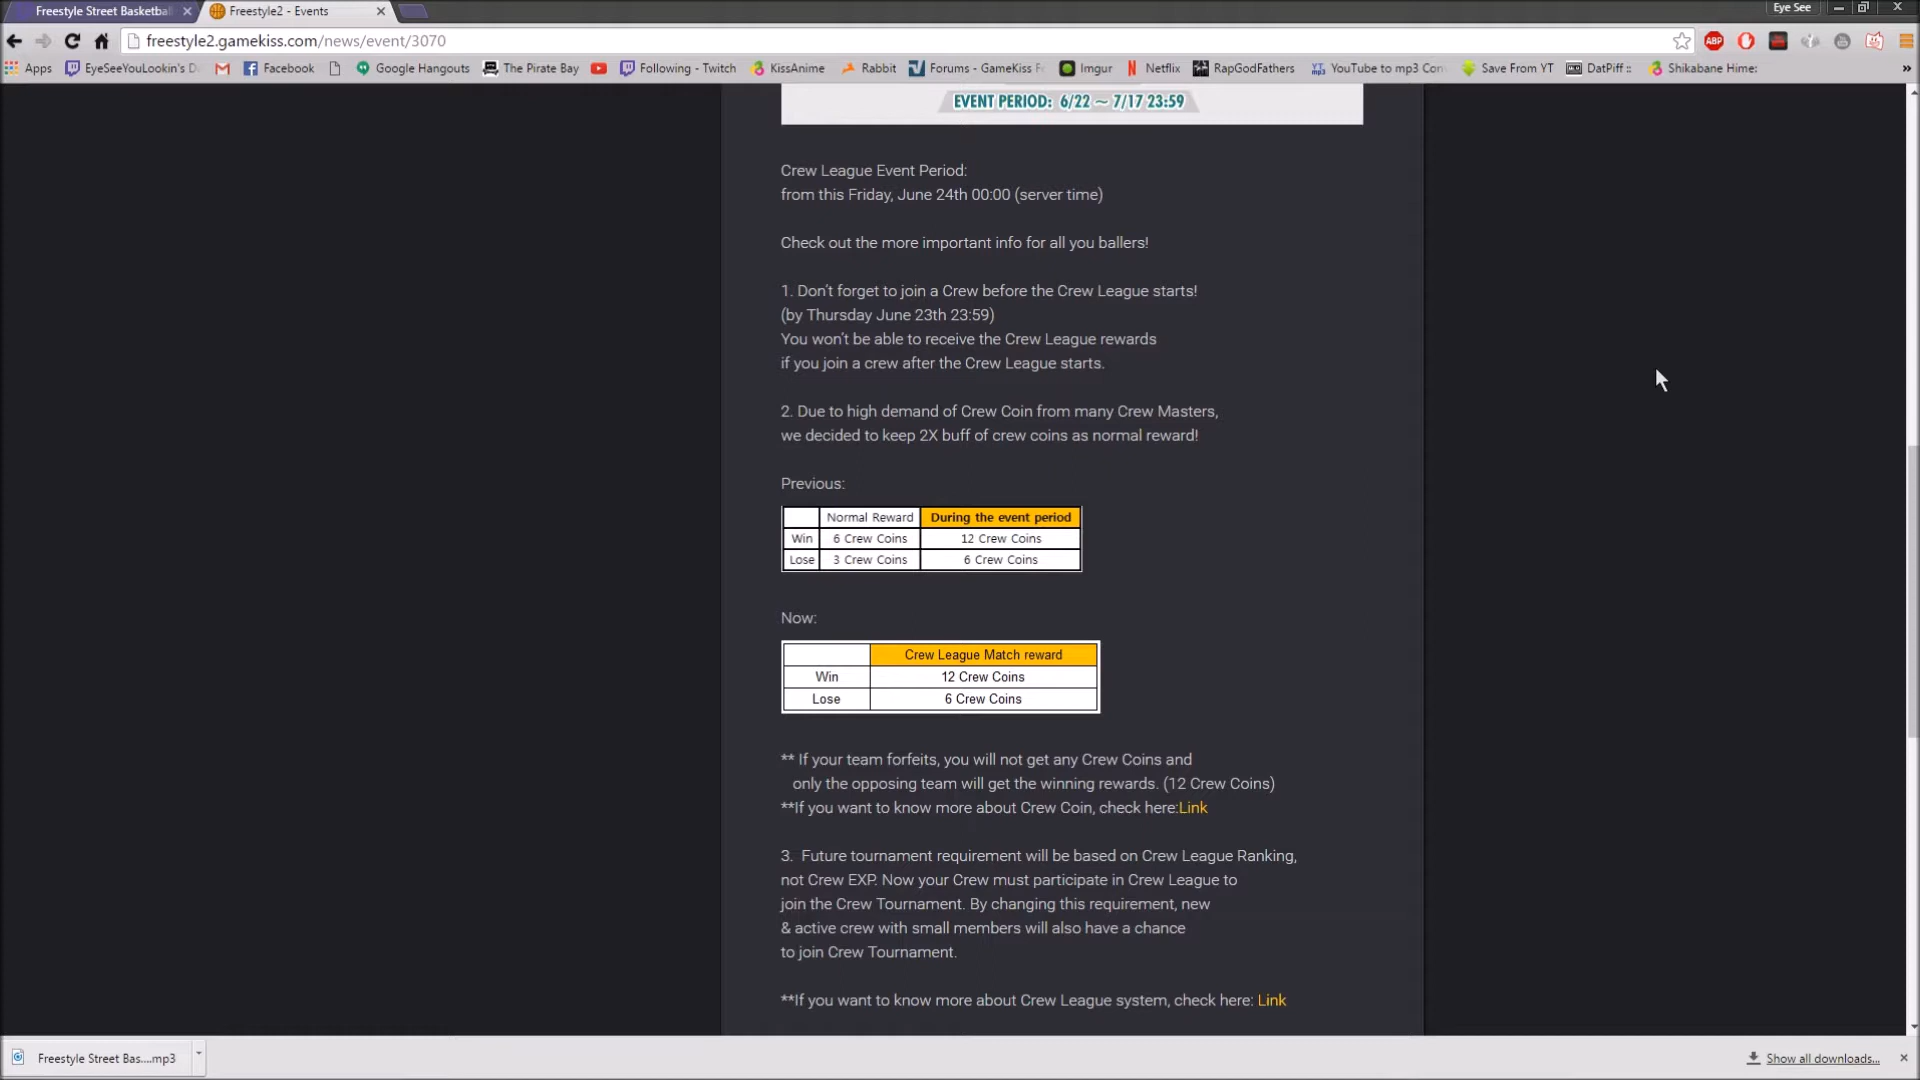 Freestyle Street Basketball
Freestyle2 - Events
Eye See
freestyle2.gamekiss.com/news/event/3070
ABP
Apps
EyeSeeYouLookin's D
Facebook
Google Hangouts
The Pirate Bay
Following - Twitch
KissAnime
Rabbit
Forums - GameKiss Fo
Imgur
Netflix
RapGodFathers
YouTube to mp3 Con
Save From YT
DatPiff ::
Shikabane Hime:
»
EVENT PERIOD: 6/22 ~ 7/17 23:59
Crew League Event Period:
from this Friday, June 24th 00:00 (server time)
Check out the more important info for all you ballers!
1. Don't forget to join a Crew before the Crew League starts!
(by Thursday June 23th 23:59)
You won't be able to receive the Crew League rewards
if you join a crew after the Crew League starts.
2. Due to high demand of Crew Coin from many Crew Masters,
we decided to keep 2X buff of crew coins as normal reward!
Previous:
Normal Reward During the event period
Win 6 Crew Coins 12 Crew Coins
Lose 3 Crew Coins 6 Crew Coins
Now:
Crew League Match reward
Win 12 Crew Coins
Lose 6 Crew Coins
** If your team forfeits, you will not get any Crew Coins and
only the opposing team will get the winning rewards. (12 Crew Coins)
**If you want to know more about Crew Coin, check here:Link
3. Future tournament requirement will be based on Crew League Ranking,
not Crew EXP. Now your Crew must participate in Crew League to
join the Crew Tournament. By changing this requirement, new
& active crew with small members will also have a chance
to join Crew Tournament.
**If you want to know more about Crew League system, check here: Link
Freestyle Street Bas....mp3
Show all downloads...